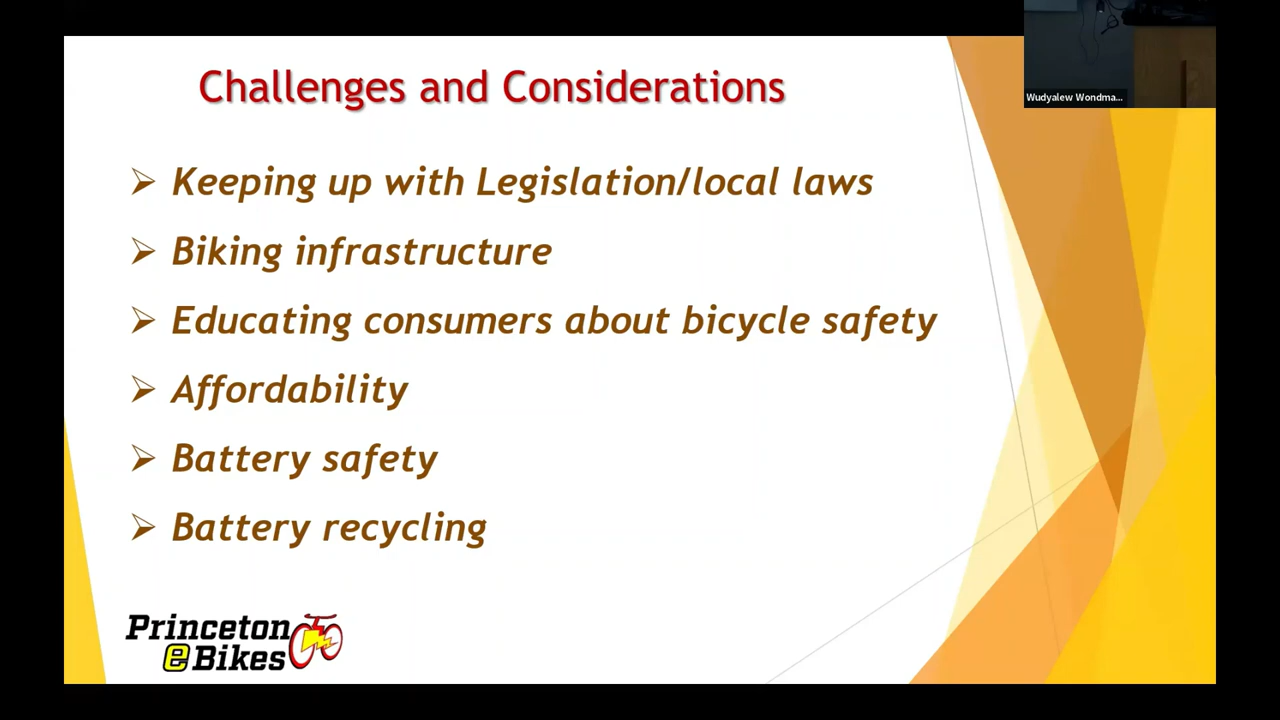 Challenges and Considerations
Wudyalew Wondma...
➢ Keeping up with Legislation/local laws
➢ Biking infrastructure
➢ Educating consumers about bicycle safety
➢ Affordability
➢ Battery safety
➢ Battery recycling
Princeton
eBikes